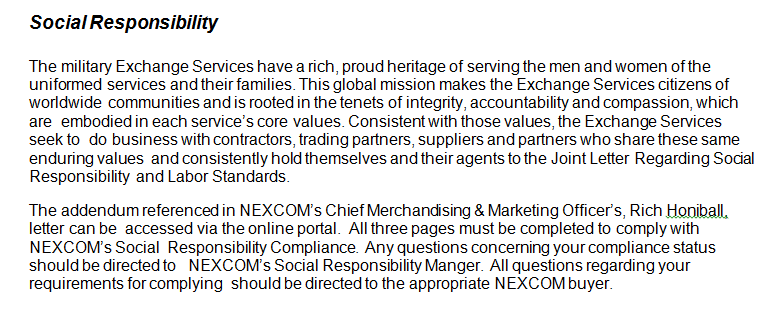 Social Responsibility
The military Exchange Services have a rich, proud heritage of serving the men and women of the
uniformed services and their families. This global mission makes the Exchange Services citizens of
worldwide communities and is rooted in the tenets of integrity, accountability and compassion, which
are embodied in each service's core values. Consistent with those values, the Exchange Services
seek to do business with contractors, trading partners, suppliers and partners who share these same
enduring values and consistently hold themselves and their agents to the Joint Letter Regarding Social
Responsibility and Labor Standards.
The addendum referenced in NEXCOM's Chief Merchandising & Marketing Officer's, Rich Honiball,
letter can be accessed via the online portal. All three pages must be completed to comply with
NEXCOM's Social Responsibility Compliance. Any questions concerning your compliance status
should be directed to NEXCOM's Social Responsibility Manger. All questions regarding your
requirements for complying should be directed to the appropriate NEXCOM buyer.